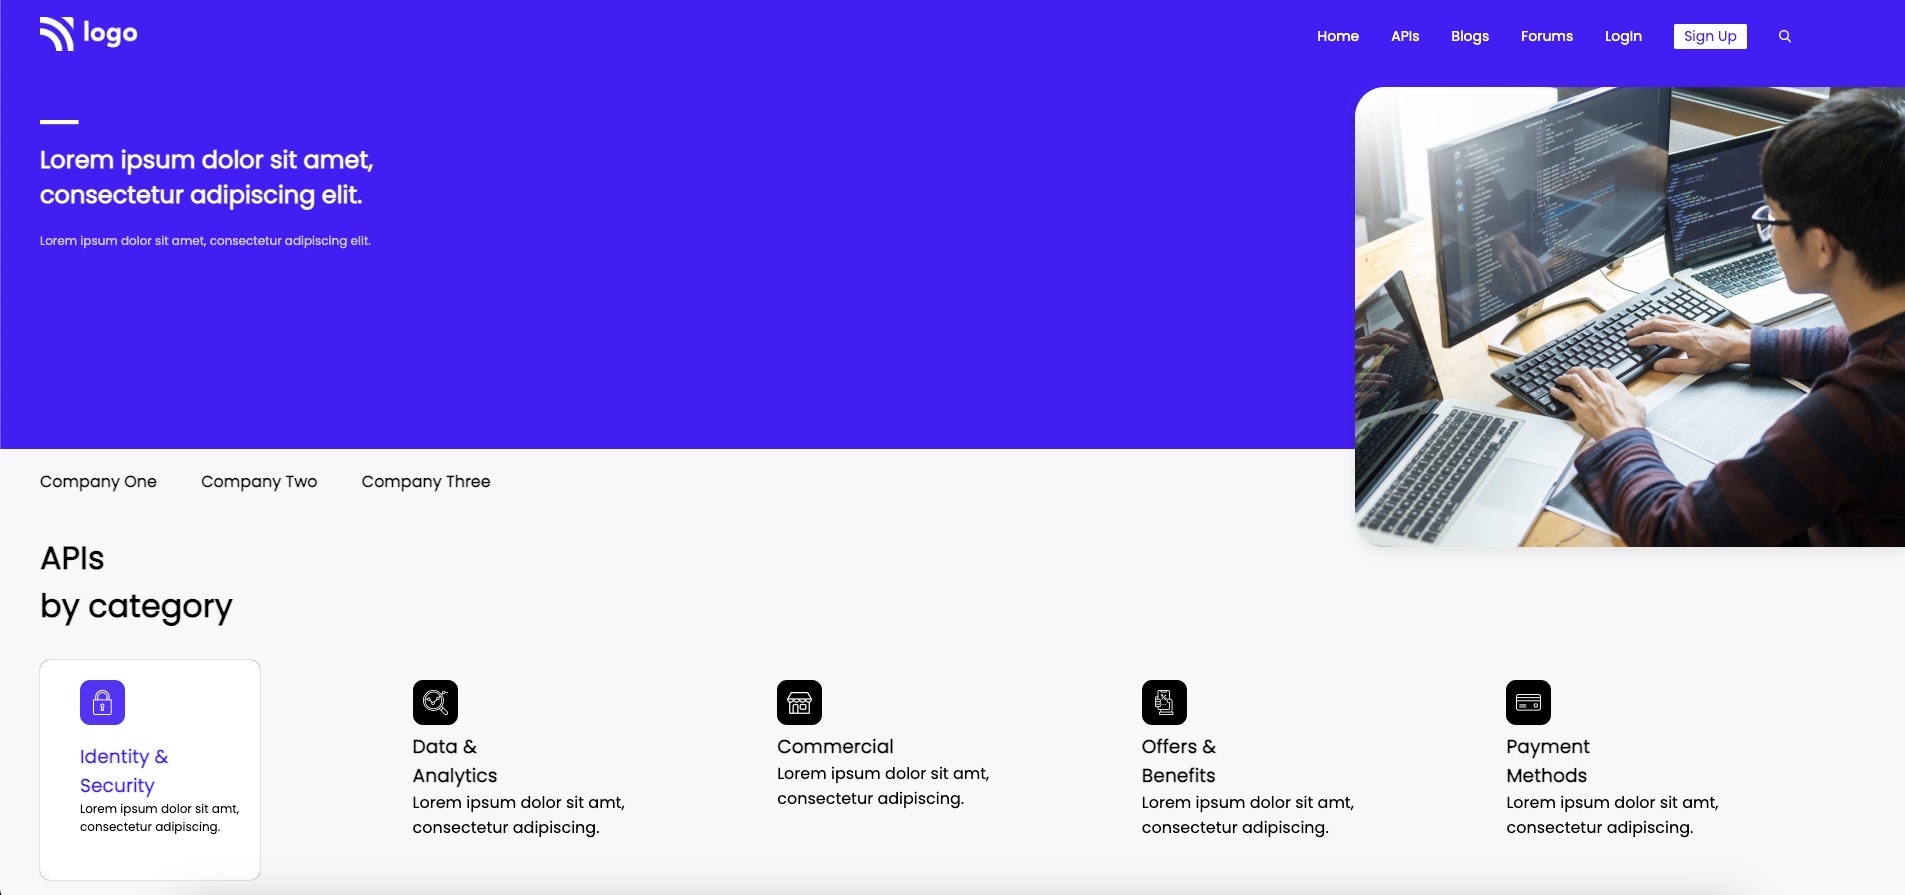 logo
Home APIs Blogs Forums LogIn Sign Up
Lorem ipsum dolor sit amet,
consectetur adipiscing elit.
Lorem ipsum dolor sit amet, consectetur adipiscing elit.
Company One Company Two Company Three
APIs
by category
Identity &
Security
Lorem ipsum dolor sit amt,
consectetur adipiscing.
Data &
Analytics
Lorem ipsum dolor sit amt,
consectetur adipiscing.
Commercial
Lorem ipsum dolor sit amt,
consectetur adipiscing.
Offers &
Benefits
Lorem ipsum dolor sit amt,
consectetur adipiscing.
Payment
Methods
Lorem ipsum dolor sit amt,
consectetur adipiscing.